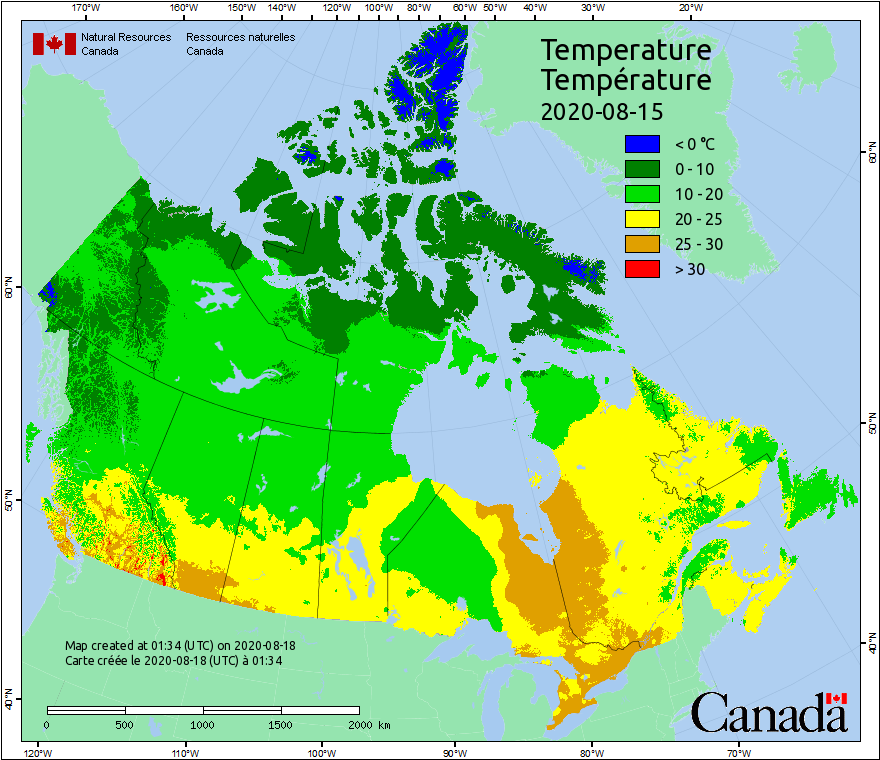 170°W 160°W 150°W 140°W 130°W 120°W 110°W 100°W 80°W 60°W 50°W 40°W 30°W 20°W
Natural Resources Canada
Ressources naturelles Canada
Temperature
Température
2020-08-15
< 0 °C
0 - 10
10 - 20
20 - 25
25 - 30
> 30
60°N
60°N
50°N
50°N
40°N
40°N
Map created at 01:34 (UTC) on 2020-08-18
Carte créée le 2020-08-18 (UTC) à 01:34
0 500 1000 1500 2000 km
Canada
120°W 110°W 100°W 90°W 80°W 70°W